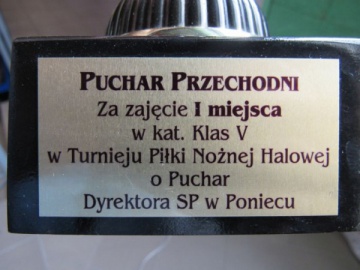 PUCHAR PRZECHODNI
Za zajęcie I miejsca
w kat. Klas V
w Turnieju Piłki Nożnej Halowej
o Puchar
Dyrektora SP w Poniecu